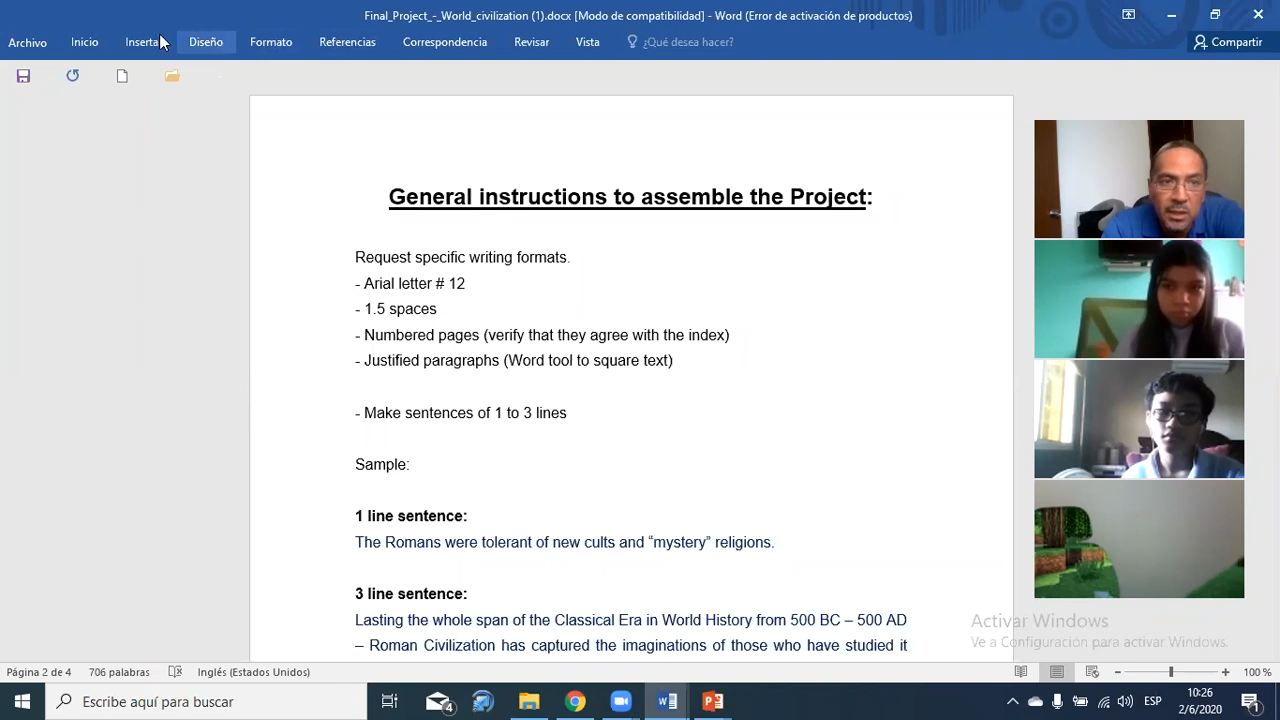 Final_Project_-_World_civilization (1).docx [Modo de compatibilidad] - Word (Error de activación de productos)
Archivo Inicio Inserta Diseño Formato Referencias Correspondencia Revisar Vista ¿Qué desea hacer? Compartir
General instructions to assemble the Project:
Request specific writing formats.
- Arial letter # 12
- 1.5 spaces
- Numbered pages (verify that they agree with the index)
- Justified paragraphs (Word tool to square text)
- Make sentences of 1 to 3 lines
Sample:
1 line sentence:
The Romans were tolerant of new cults and “mystery” religions.
3 line sentence:
Lasting the whole span of the Classical Era in World History from 500 BC – 500 AD
– Roman Civilization has captured the imaginations of those who have studied it
Activar Windows
Ve a Configuración para activar Windows.
Página 2 de 4 706 palabras Inglés (Estados Unidos) 100 %
Escribe aquí para buscar 4 ESP 10:26
2/6/2020 1